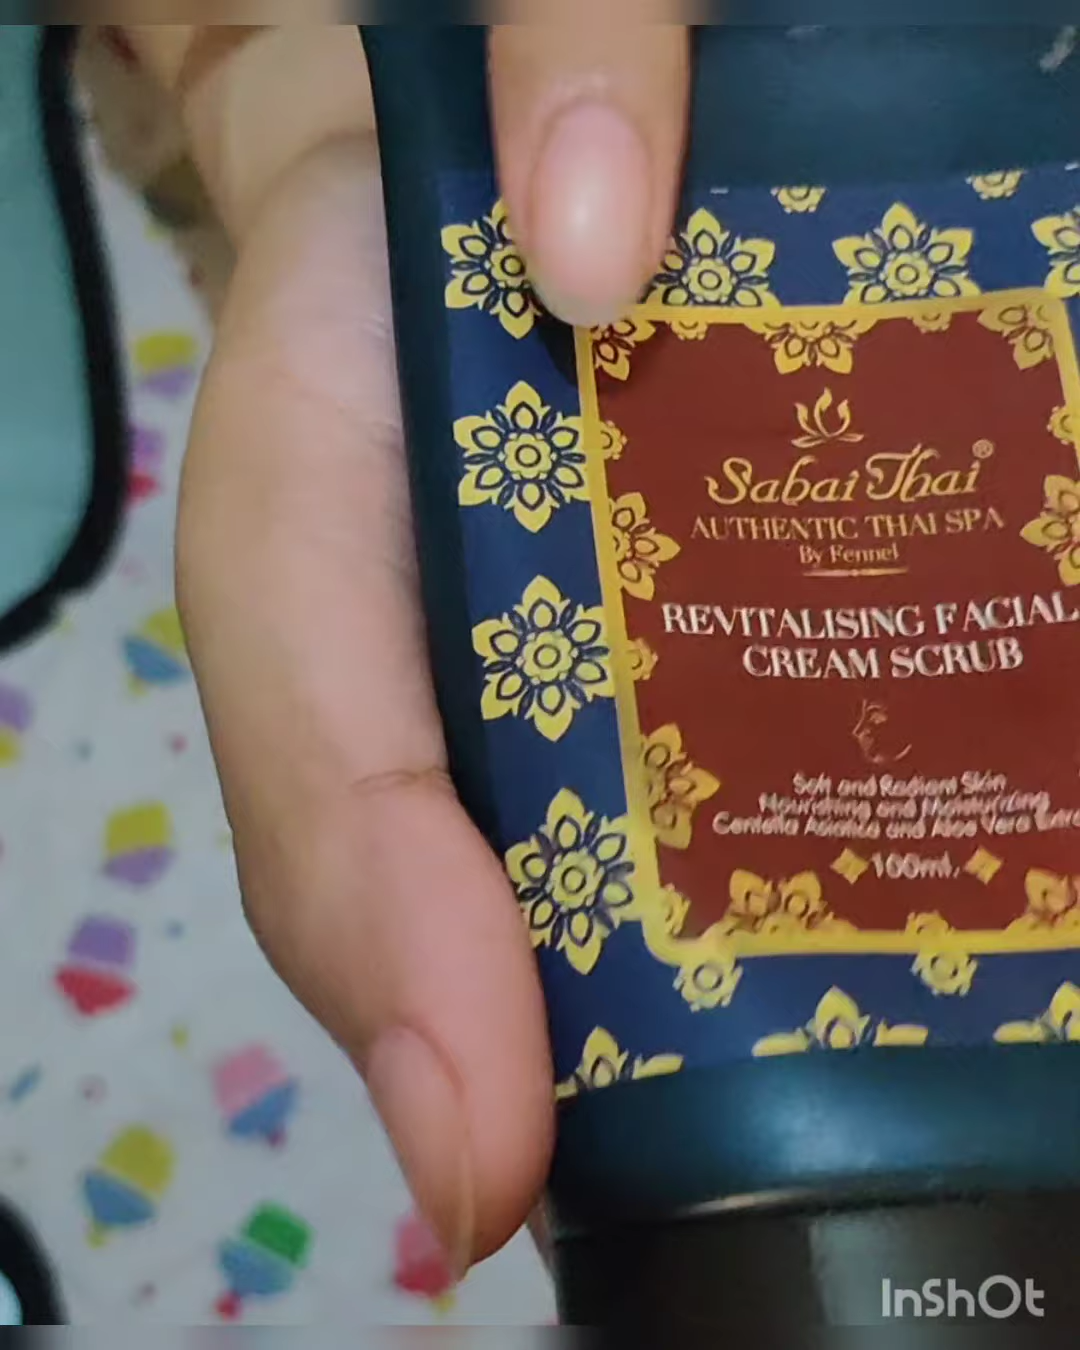 Sabai Thai®
AUTHENTIC THAI SPA
By Fennel
REVITALISING FACIAL
CREAM SCRUB
Soft and Radiant Skin
Nourishing and Moisturizing
Centella Asiatica and Aloe Vera
100ml.
InShOt